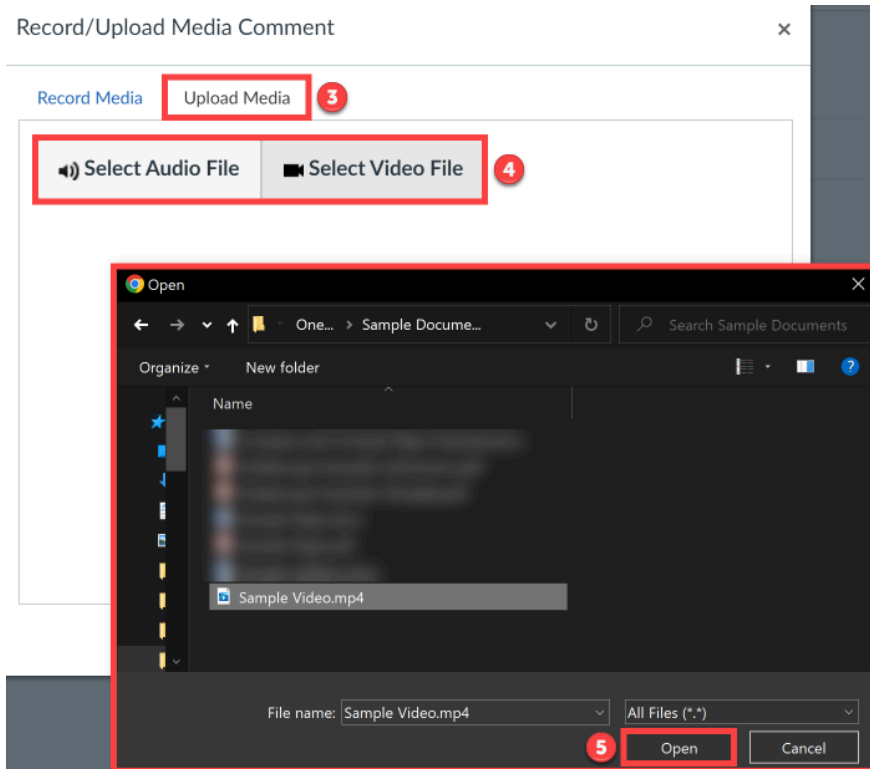 Record/Upload Media Comment ×
Record Media Upload Media 3
Select Audio File Select Video File 4
Open
One... > Sample Docume... Search Sample Documents
Organize New folder ?
Name
Sample Video.mp4
File name: Sample Video.mp4 All Files (*.*)
5 Open Cancel